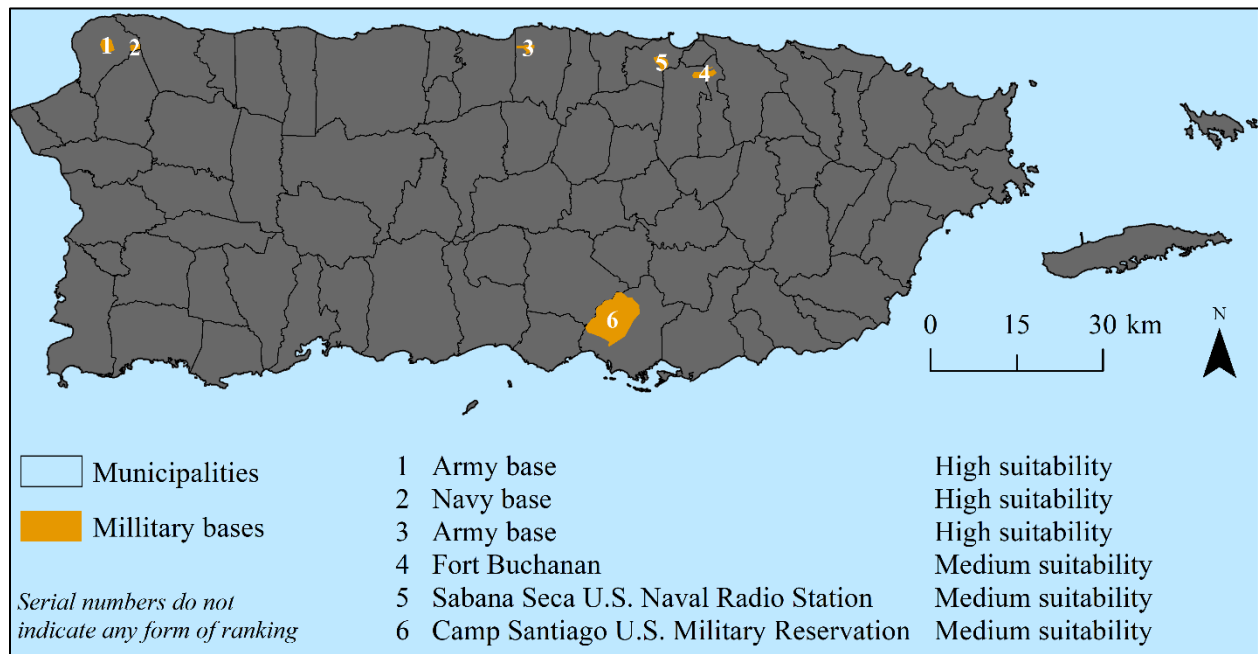 1
2
3
5
4
6
0 15 30 km
N
Municipalities
Millitary bases
Serial numbers do not
indicate any form of ranking
1 Army base High suitability
2 Navy base High suitability
3 Army base High suitability
4 Fort Buchanan Medium suitability
5 Sabana Seca U.S. Naval Radio Station Medium suitability
6 Camp Santiago U.S. Military Reservation Medium suitability